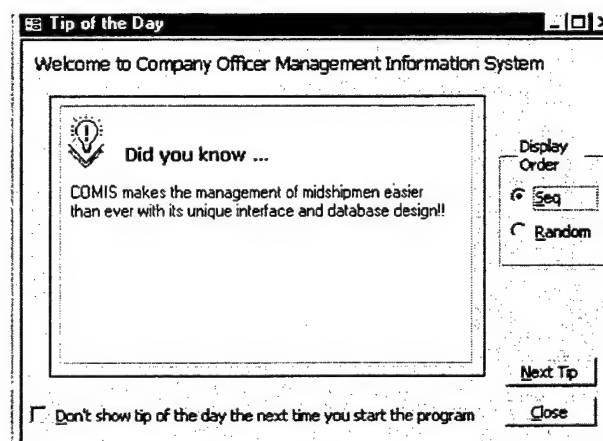 Tip of the Day
Welcome to Company Officer Management Information System
Did you know ...
COMIS makes the management of midshipmen easier
than ever with its unique interface and database design!!
Display
Order
Seq
Random
Next Tip
Don't show tip of the day the next time you start the program
Close